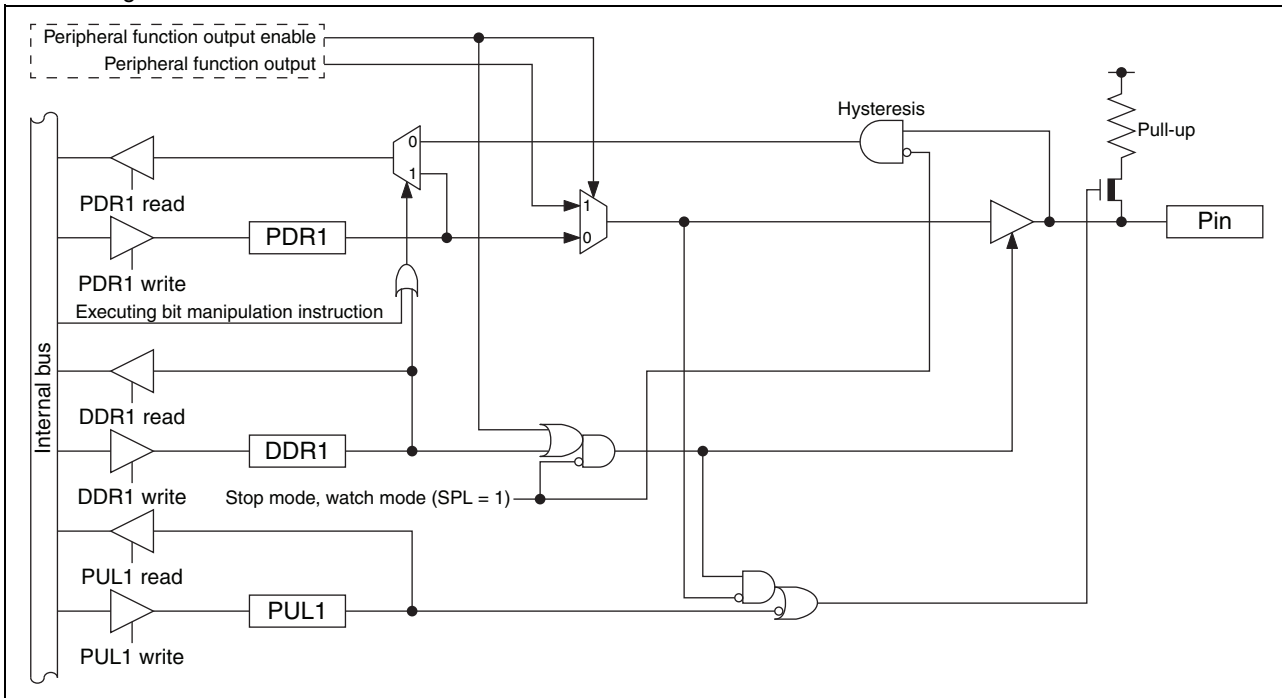 Peripheral function output enable
Peripheral function output
Hysteresis
Pull-up
0
1
PDR1 read
1
0
Pin
PDR1
PDR1 write
Executing bit manipulation instruction
Internal bus
DDR1 read
DDR1
DDR1 write
Stop mode, watch mode (SPL = 1)
PUL1 read
PUL1
PUL1 write